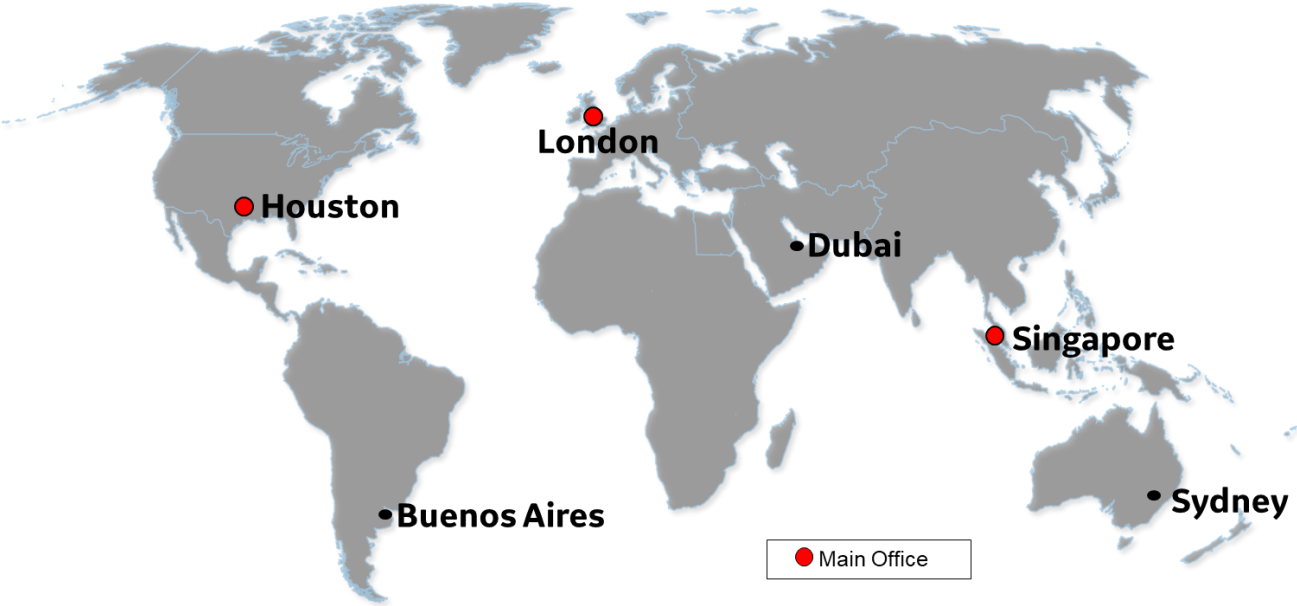 London
Houston
Dubai
Singapore
Sydney
Buenos Aires
Main Office